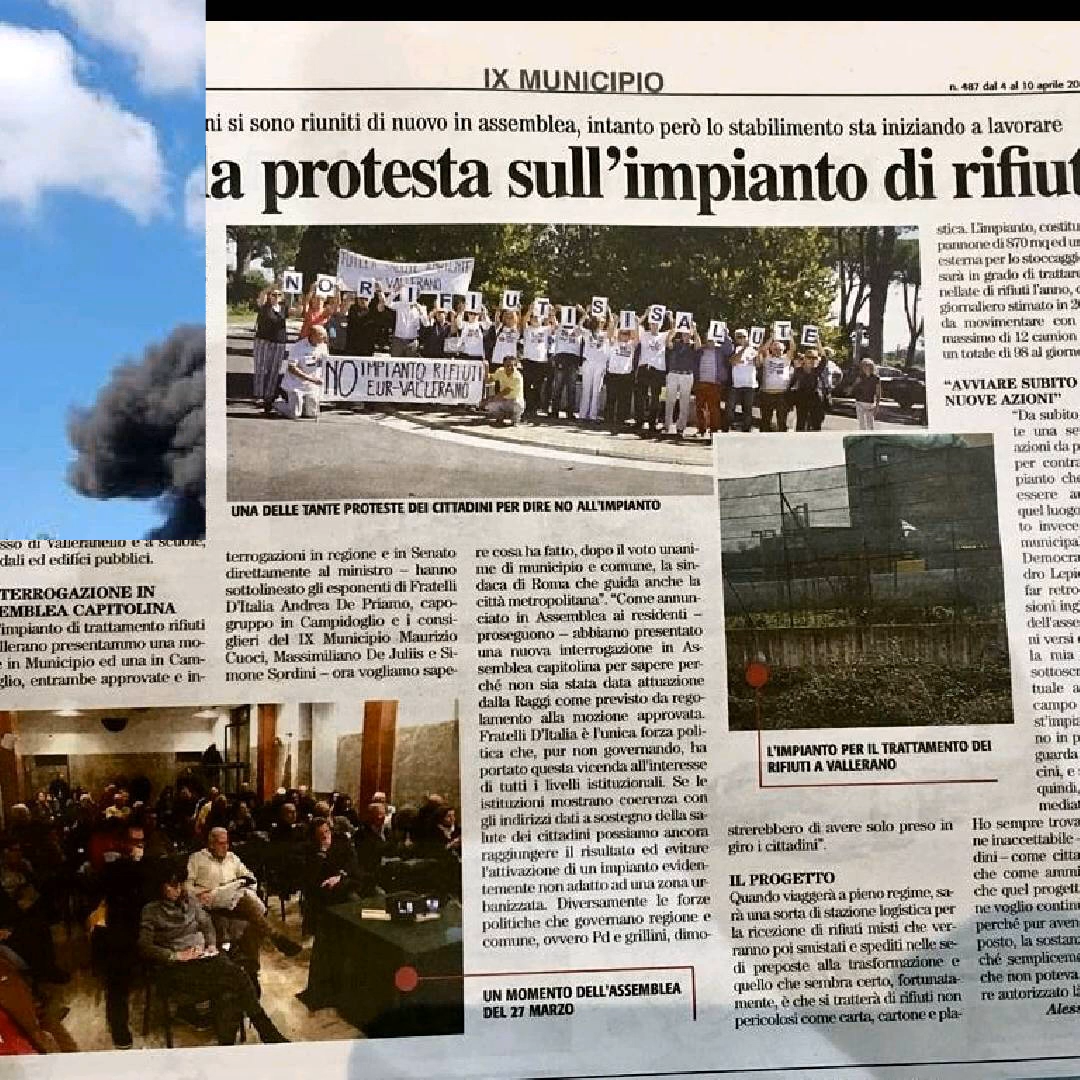 IX MUNICIPIO
n. 487 dal 4 al 10 aprile 20
ni si sono riuniti di nuovo in assemblea, intanto però lo stabilimento sta iniziando a lavorare
la protesta sull'impianto di rifiut
TUTELA SALUTE AMBIENTE
VALLERANO
NO RIFIUTI SI SALUTE
NO IMPIANTO RIFIUTI
EUR-VALLERANO
UNA DELLE TANTE PROTESTE DEI CITTADINI PER DIRE NO ALL'IMPIANTO
sso di Valleranello e a scuole,
dali ed edifici pubblici.
TERROGAZIONE IN
EMBLEA CAPITOLINA
'impianto di trattamento rifiuti
llerano presentammo una mo-
e in Municipio ed una in Cam-
glio, entrambe approvate e in-
terrogazioni in regione e in Senato
direttamente al ministro – hanno
sottolineato gli esponenti di Fratelli
D'Italia Andrea De Priamo, capo-
gruppo in Campidoglio e i consi-
glieri del IX Municipio Maurizio
Cuoci, Massimiliano De Juliis e Si-
mone Sordini – ora vogliamo sape-
re cosa ha fatto, dopo il voto unani-
me di municipio e comune, la sin-
daca di Roma che guida anche la
città metropolitana". "Come annun-
ciato in Assemblea ai residenti –
proseguono – abbiamo presentato
una nuova interrogazione in As-
semblea capitolina per sapere per-
ché non sia stata data attuazione
dalla Raggi come previsto da rego-
lamento alla mozione approvata.
Fratelli D'Italia è l'unica forza poli-
tica che, pur non governando, ha
portato questa vicenda all'interesse
di tutti i livelli istituzionali. Se le
istituzioni mostrano coerenza con
gli indirizzi dati a sostegno della sa-
lute dei cittadini possiamo ancora
raggiungere il risultato ed evitare
l'attivazione di un impianto eviden-
temente non adatto ad una zona ur-
banizzata. Diversamente le forze
politiche che governano regione e
comune, ovvero Pd e grillini, dimo-
UN MOMENTO DELL'ASSEMBLEA
DEL 27 MARZO
L'IMPIANTO PER IL TRATTAMENTO DEI
RIFIUTI A VALLERANO
strerebbero di avere solo preso in
giro i cittadini".
IL PROGETTO
Quando viaggerà a pieno regime, sa-
rà una sorta di stazione logistica per
la ricezione di rifiuti misti che ver-
ranno poi smistati e spediti nelle se-
di preposte alla trasformazione e
quello che sembra certo, fortunata-
mente, è che si tratterà di rifiuti non
pericolosi come carta, cartone e pla-
stica. L'impianto, costitu
pannone di 870 mq ed un
esterna per lo stoccaggio
sarà in grado di trattare
nellate di rifiuti l'anno, c
giornaliero stimato in 2
da movimentare con
massimo di 12 camion
un totale di 98 al giorn
"AVVIARE SUBITO
NUOVE AZIONI"
"Da subito
te una se
azioni da p
per contra
pianto che
essere a
quel luogo
to invece
municipa
Democra
dro Lepi
far retro
sioni ing
dell'asse
ni versi
la mia
sottoscr
tuale a
campo
st'impia
no in p
guarda
cini, e
quindi,
mediat
Ho sempre trova
ne inaccettabile
dini – come citta
che come ammi
che quel progett
ne voglio continu
perché pur aven
posto, la sostanz
ché sempliceme
che non poteva
re autorizzato là
Aless